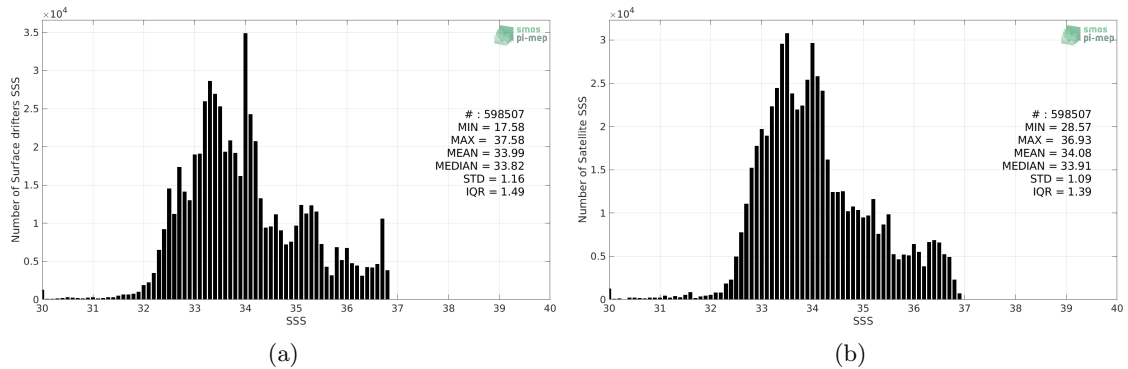 ×10⁴
3.5
3
2.5
2
1.5
1
0.5
0
30 31 32 33 34 35 36 37 38 39 40
SSS
Number of Surface drifters SSS
smos
pi-mep
# : 598507
MIN = 17.58
MAX = 37.58
MEAN = 33.99
MEDIAN = 33.82
STD = 1.16
IQR = 1.49
(a)
×10⁴
3
2.5
2
1.5
1
0.5
0
30 31 32 33 34 35 36 37 38 39 40
SSS
Number of Satellite SSS
smos
pi-mep
# : 598507
MIN = 28.57
MAX = 36.93
MEAN = 34.08
MEDIAN = 33.91
STD = 1.09
IQR = 1.39
(b)